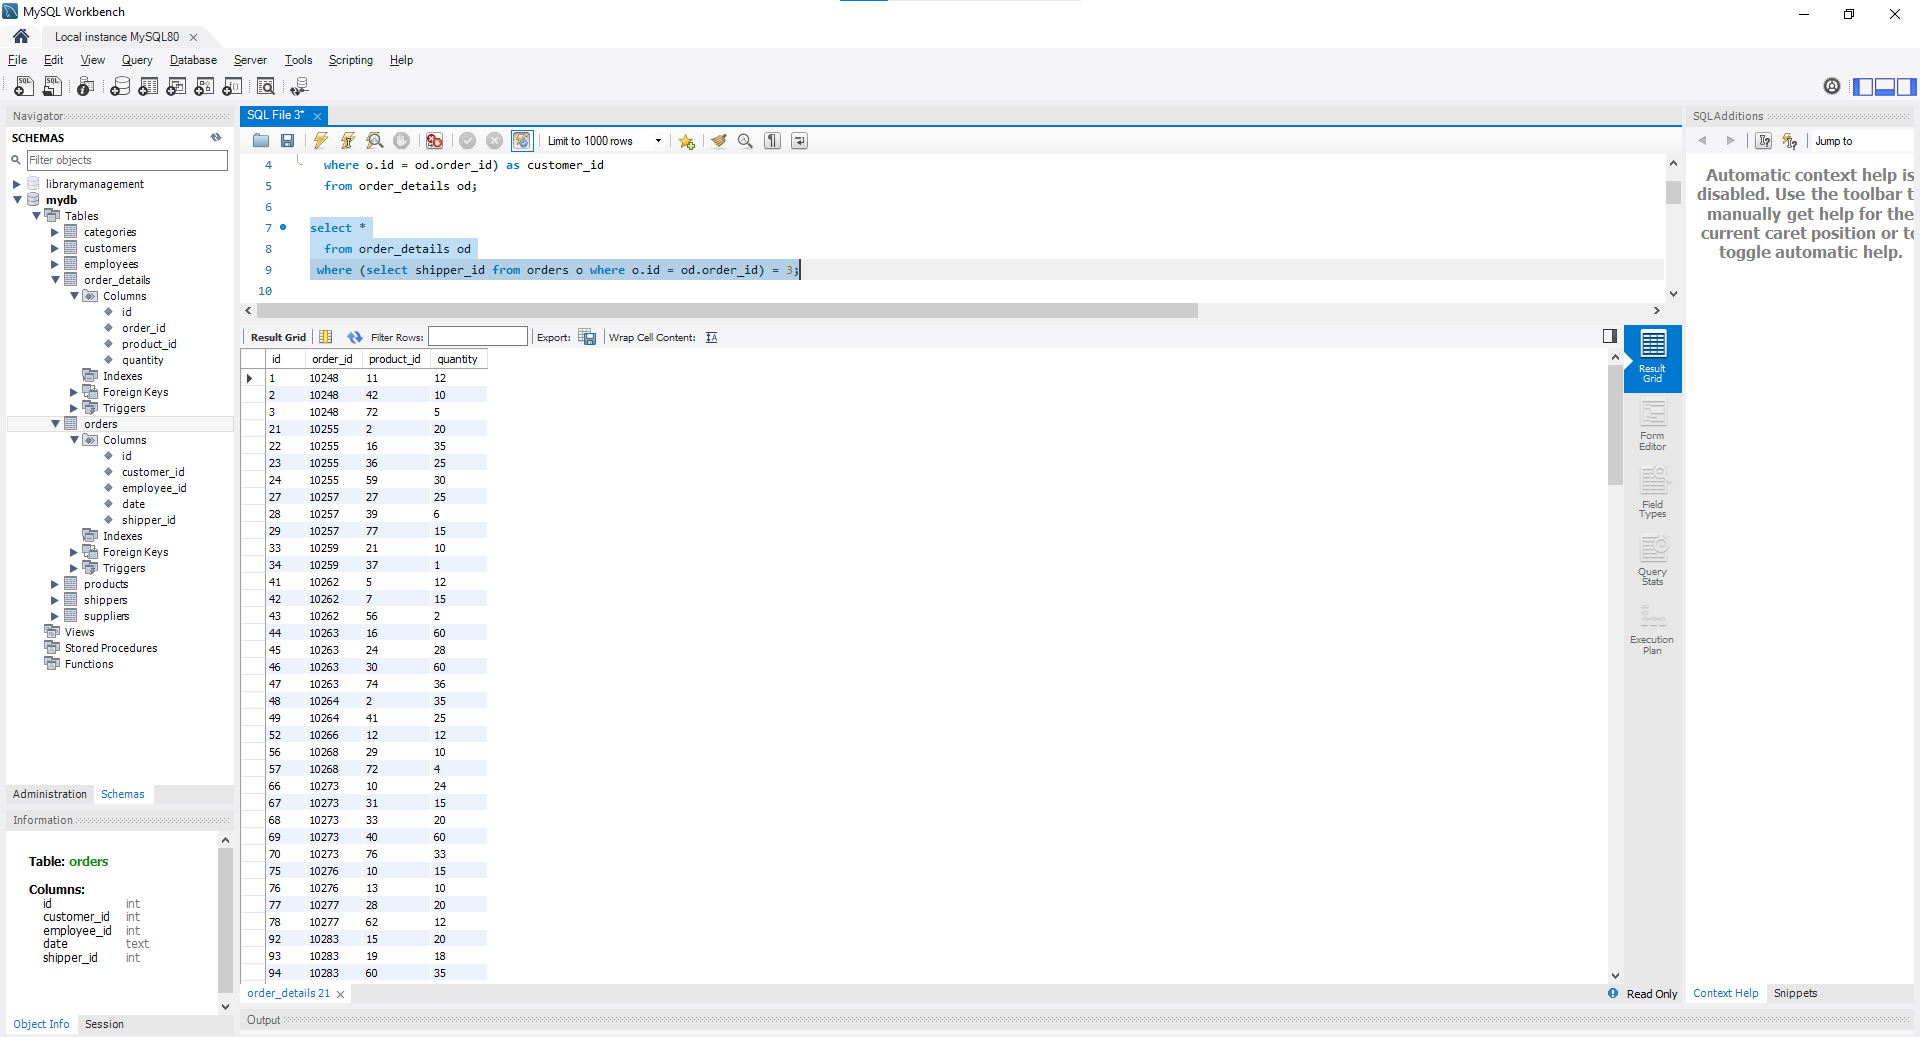 MySQL Workbench
Local instance MySQL80
File Edit View Query Database Server Tools Scripting Help
Navigator
SCHEMAS
Filter objects
librarymanagement
mydb
Tables
categories
customers
employees
order_details
Columns
id
order_id
product_id
quantity
Indexes
Foreign Keys
Triggers
orders
Columns
id
customer_id
employee_id
date
shipper_id
Indexes
Foreign Keys
Triggers
products
shippers
suppliers
Views
Stored Procedures
Functions
Administration Schemas
Information
Table: orders
Columns:
id int
customer_id int
employee_id int
date text
shipper_id int
Object Info Session
SQL File 3*
Limit to 1000 rows
4 where o.id = od.order_id) as customer_id
5 from order_details od;
6
7 select *
8 from order_details od
9 where (select shipper_id from orders o where o.id = od.order_id) = 3;
10
Result Grid Filter Rows: Export: Wrap Cell Content:
id order_id product_id quantity
1 10248 11 12
2 10248 42 10
3 10248 72 5
21 10255 2 20
22 10255 16 35
23 10255 36 25
24 10255 59 30
27 10257 27 25
28 10257 39 6
29 10257 77 15
33 10259 21 10
34 10259 37 1
41 10262 5 12
42 10262 7 15
43 10262 56 2
44 10263 16 60
45 10263 24 28
46 10263 30 60
47 10263 74 36
48 10264 2 35
49 10264 41 25
52 10266 12 12
56 10268 29 10
57 10268 72 4
66 10273 10 24
67 10273 31 15
68 10273 33 20
69 10273 40 60
70 10273 76 33
75 10276 10 15
76 10276 13 10
77 10277 28 20
78 10277 62 12
92 10283 15 20
93 10283 19 18
94 10283 60 35
order_details 21
Read Only
Output
Result
Grid
Form
Editor
Field
Types
Query
Stats
Execution
Plan
SQLAdditions
Jump to
Automatic context help is
disabled. Use the toolbar t
manually get help for the
current caret position or to
toggle automatic help.
Context Help Snippets